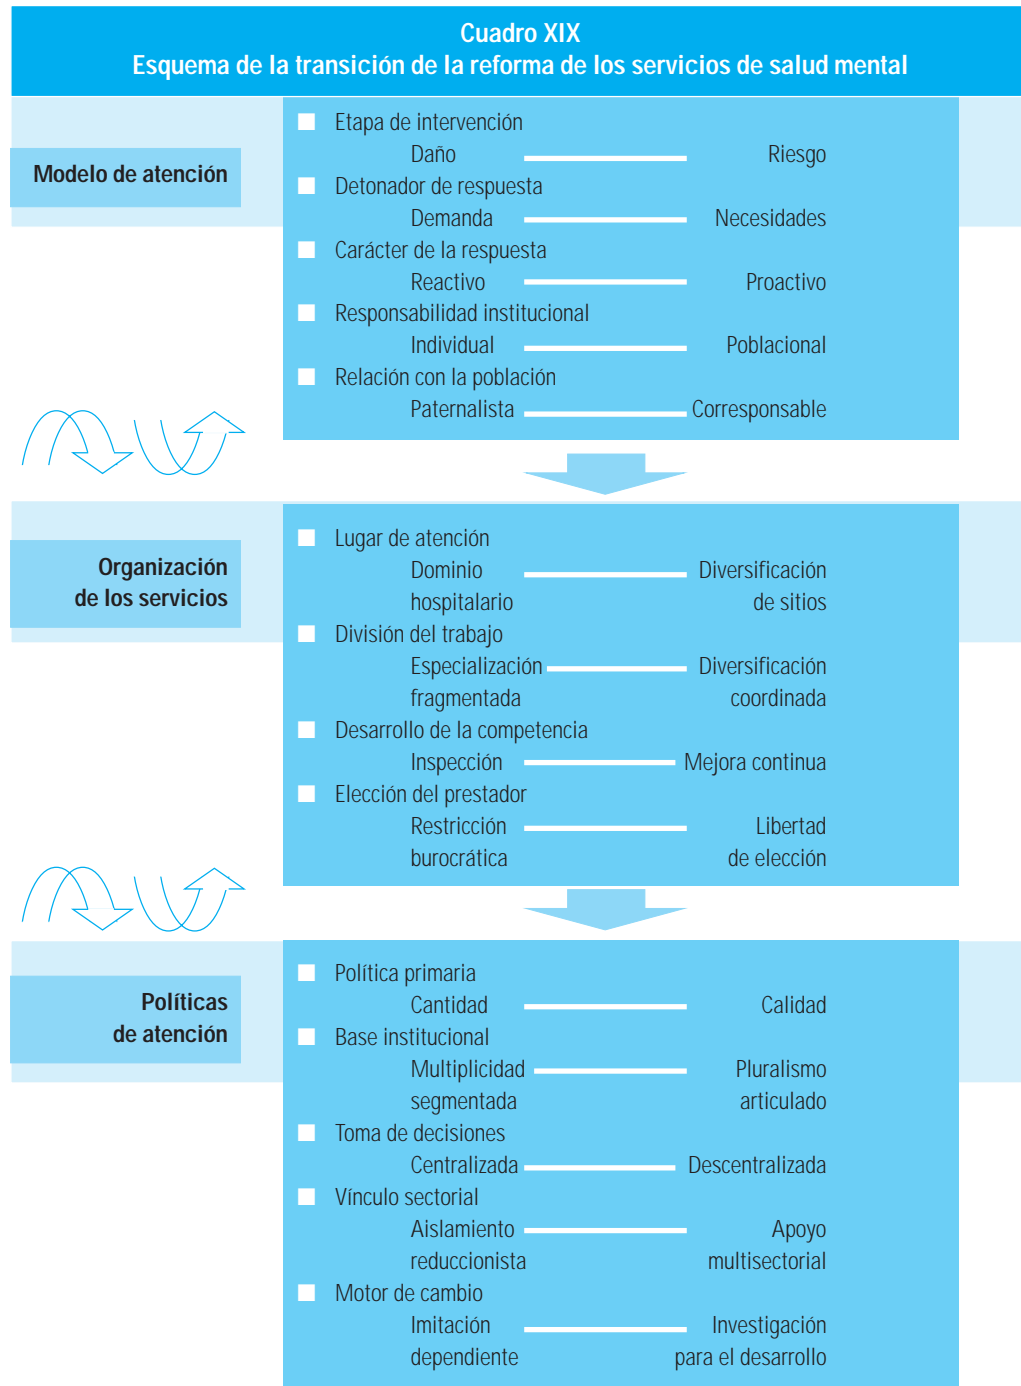 Cuadro XIX
Esquema de la transición de la reforma de los servicios de salud mental
Modelo de atención
Etapa de intervención
Daño Riesgo
Detonador de respuesta
Demanda Necesidades
Carácter de la respuesta
Reactivo Proactivo
Responsabilidad institucional
Individual Poblacional
Relación con la población
Paternalista Corresponsable
Organización
de los servicios
Lugar de atención
Dominio Diversificación
hospitalario de sitios
División del trabajo
Especialización Diversificación
fragmentada coordinada
Desarrollo de la competencia
Inspección Mejora continua
Elección del prestador
Restricción Libertad
burocrática de elección
Políticas
de atención
Política primaria
Cantidad Calidad
Base institucional
Multiplicidad Pluralismo
segmentada articulado
Toma de decisiones
Centralizada Descentralizada
Vínculo sectorial
Aislamiento Apoyo
reduccionista multisectorial
Motor de cambio
Imitación Investigación
dependiente para el desarrollo